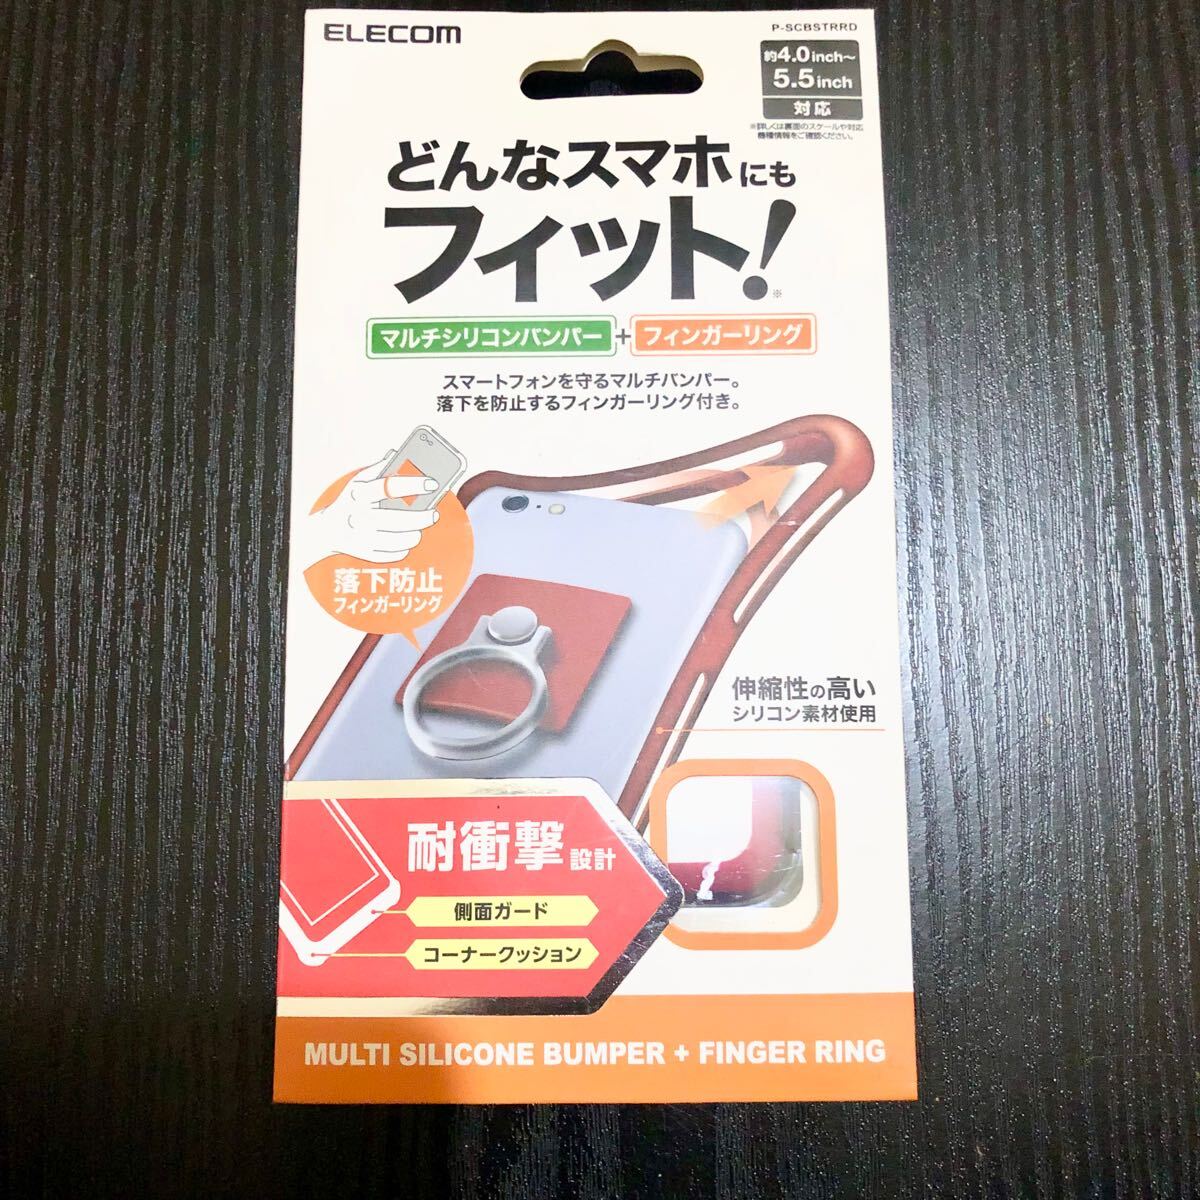 ELECOM
P-SCBSTRRD
約4.0inch～
5.5inch
対応
※詳しくは裏面のスケールや対応
機種情報をご確認ください。
どんなスマホにも
フィット!
※
マルチシリコンバンパー+フィンガーリング
スマートフォンを守るマルチバンパー。
落下を防止するフィンガーリング付き。
落下防止
フィンガーリング
伸縮性の高い
シリコン素材使用
耐衝撃設計
側面ガード
コーナークッション
MULTI SILICONE BUMPER + FINGER RING